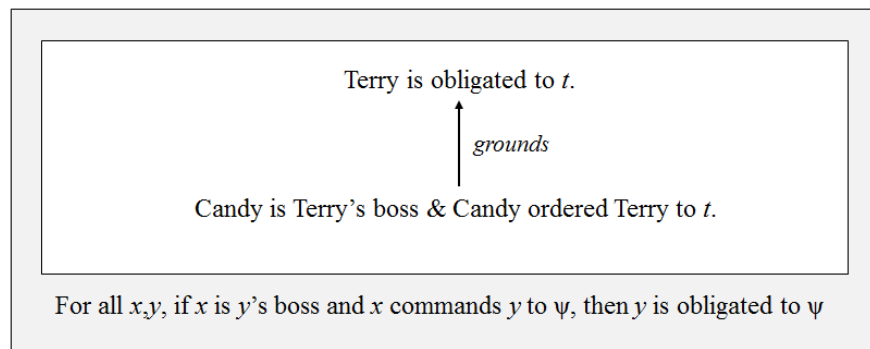 Terry is obligated to t.
grounds
Candy is Terry’s boss & Candy ordered Terry to t.
For all x,y, if x is y’s boss and x commands y to ψ, then y is obligated to ψ